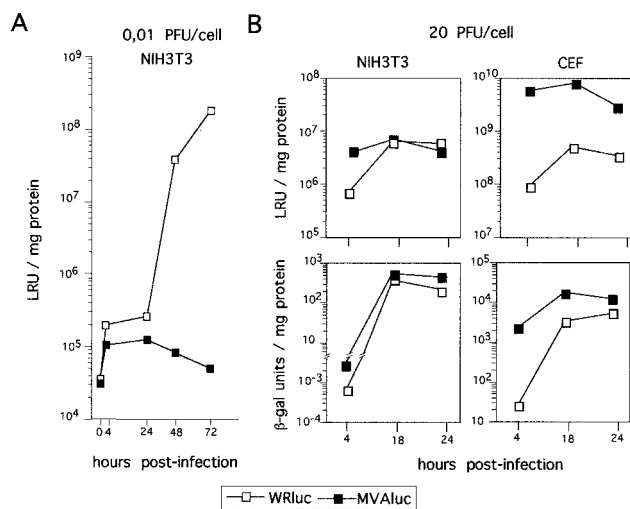 A
0,01 PFU/cell
NIH3T3
LRU / mg protein
10^9
10^8
10^7
10^6
10^5
10^4
0 4 24 48 72
hours post-infection
B
20 PFU/cell
NIH3T3 CEF
LRU / mg protein
10^8
10^7
10^6
10^5
10^10
10^9
10^8
10^7
β-gal units / mg protein
10^3
10^2
10
10^-3
10^-4
10^5
10^4
10^3
10^2
10
4 18 24
4 18 24
hours post-infection
WRluc MVAluc